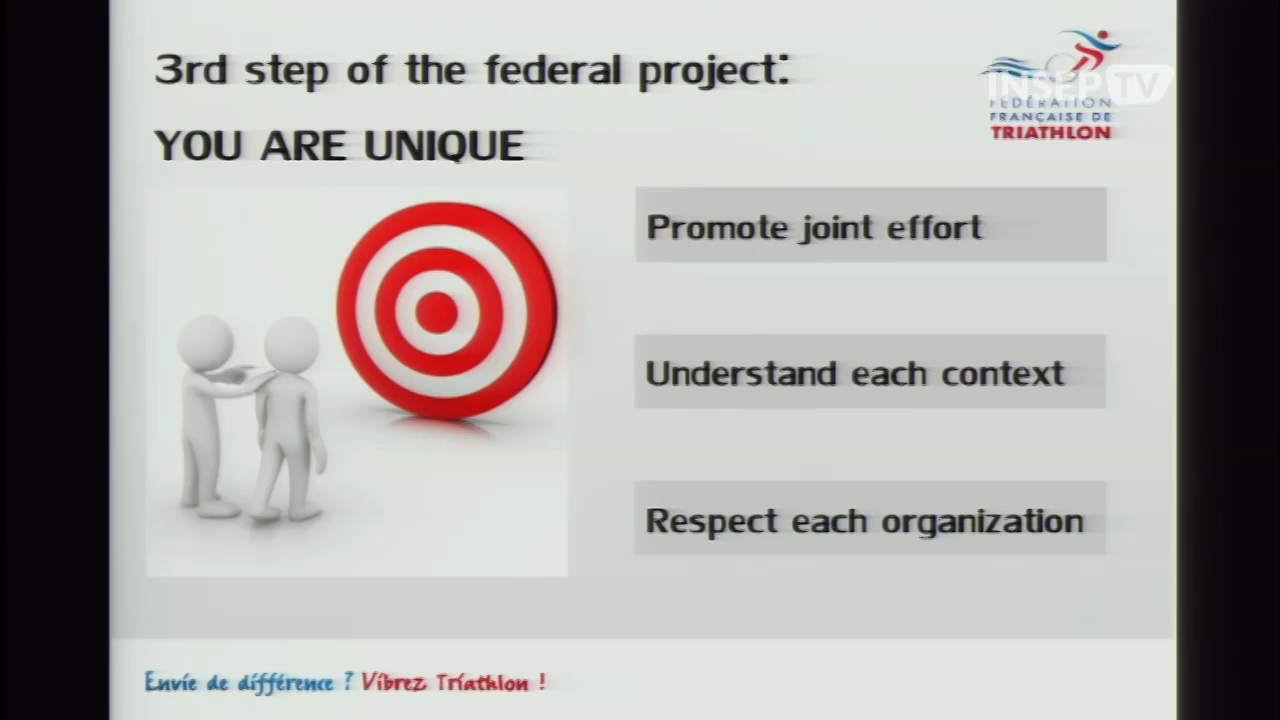 3rd step of the federal project:
YOU ARE UNIQUE
INSEP TV
FÉDÉRATION
FRANÇAISE DE
TRIATHLON
Promote joint effort
Understand each context
Respect each organization
Envie de différence ? Vibrez Triathlon !